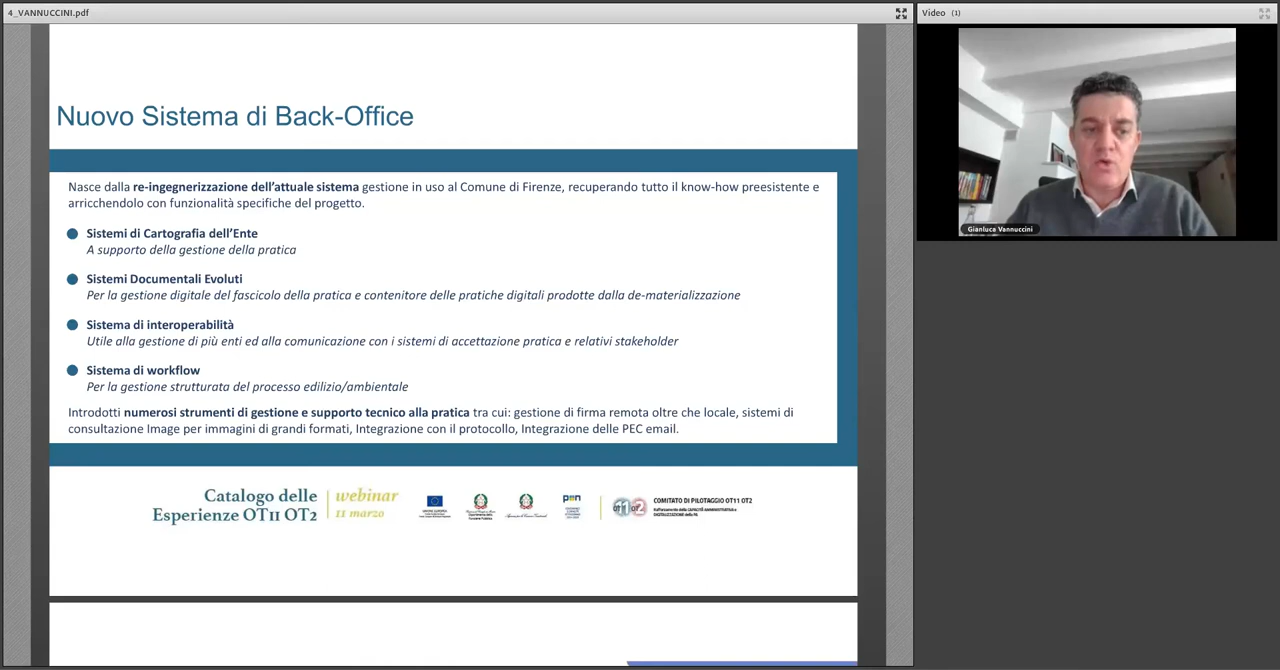 4_VANNUCCINI.pdf
Video (1)
Nuovo Sistema di Back-Office
Nasce dalla re-ingegnerizzazione dell'attuale sistema gestione in uso al Comune di Firenze, recuperando tutto il know-how preesistente e
arricchendolo con funzionalità specifiche del progetto.
Sistemi di Cartografia dell'Ente
A supporto della gestione della pratica
Sistemi Documentali Evoluti
Per la gestione digitale del fascicolo della pratica e contenitore delle pratiche digitali prodotte dalla de-materializzazione
Sistema di interoperabilità
Utile alla gestione di più enti ed alla comunicazione con i sistemi di accettazione pratica e relativi stakeholder
Sistema di workflow
Per la gestione strutturata del processo edilizio/ambientale
Introdotti numerosi strumenti di gestione e supporto tecnico alla pratica tra cui: gestione di firma remota oltre che locale, sistemi di
consultazione Image per immagini di grandi formati, Integrazione con il protocollo, Integrazione delle PEC email.
Gianluca Vannuccini
Catalogo delle
Esperienze OT11 OT2
webinar
11 marzo
OT11 OT2
COMITATO DI PILOTAGGIO OT11 OT2